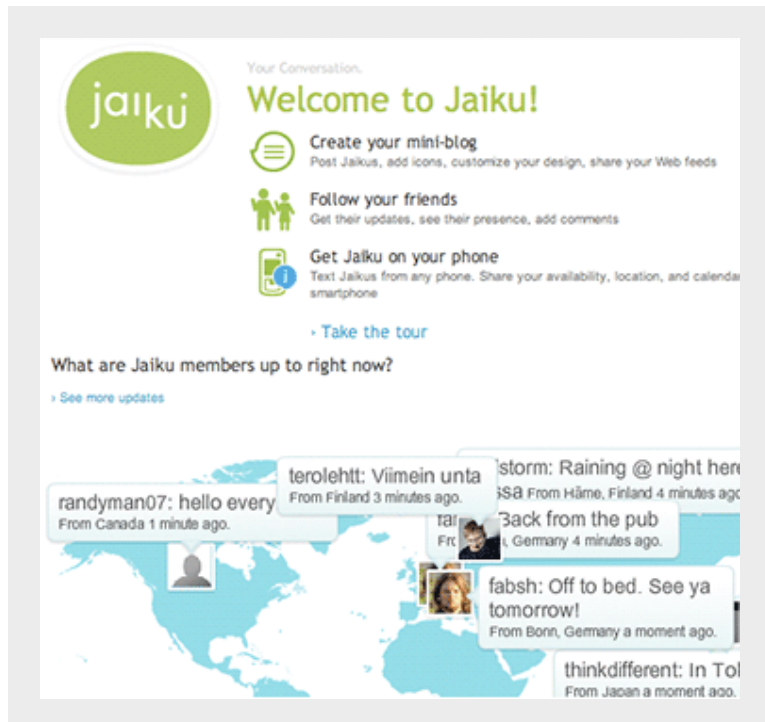 jaiku
Your Conversation.
Welcome to Jaiku!
Create your mini-blog
Post Jaikus, add icons, customize your design, share your Web feeds
Follow your friends
Get their updates, see their presence, add comments
Get Jaiku on your phone
Text Jaikus from any phone. Share your availability, location, and calendar
smartphone
› Take the tour
What are Jaiku members up to right now?
› See more updates
storm: Raining @ night here
ssa From Häme, Finland 4 minutes ago
terolehtt: Viimein unta
From Finland 3 minutes ago.
randyman07: hello every
From Canada 1 minute ago.
Back from the pub
Germany 4 minutes ago.
fabsh: Off to bed. See ya
tomorrow!
From Bonn, Germany a moment ago.
thinkdifferent: In Tol
From Japan a moment ago.